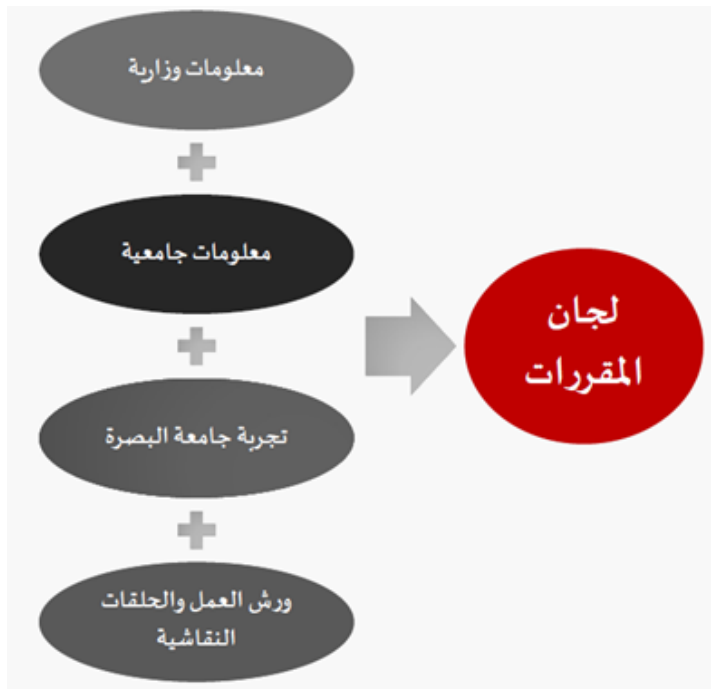 معلومات وزارية
معلومات جامعية
تجربة جامعة البصرة
ورش العمل والحلقات
النقاشية
لجان
المقررات